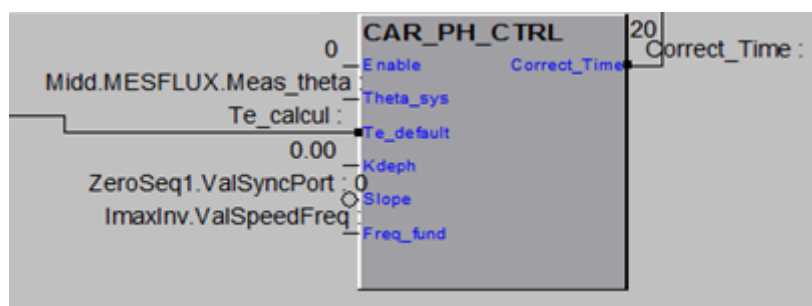 CAR_PH_CTRL
20
0
Enable
Correct_Time
Correct_Time :
Midd.MESFLUX.Meas_theta :
Theta_sys
Te_calcul :
Te_default
0.00
Kdeph
ZeroSeq1.ValSyncPort : 0
Slope
ImaxInv.ValSpeedFreq :
Freq_fund